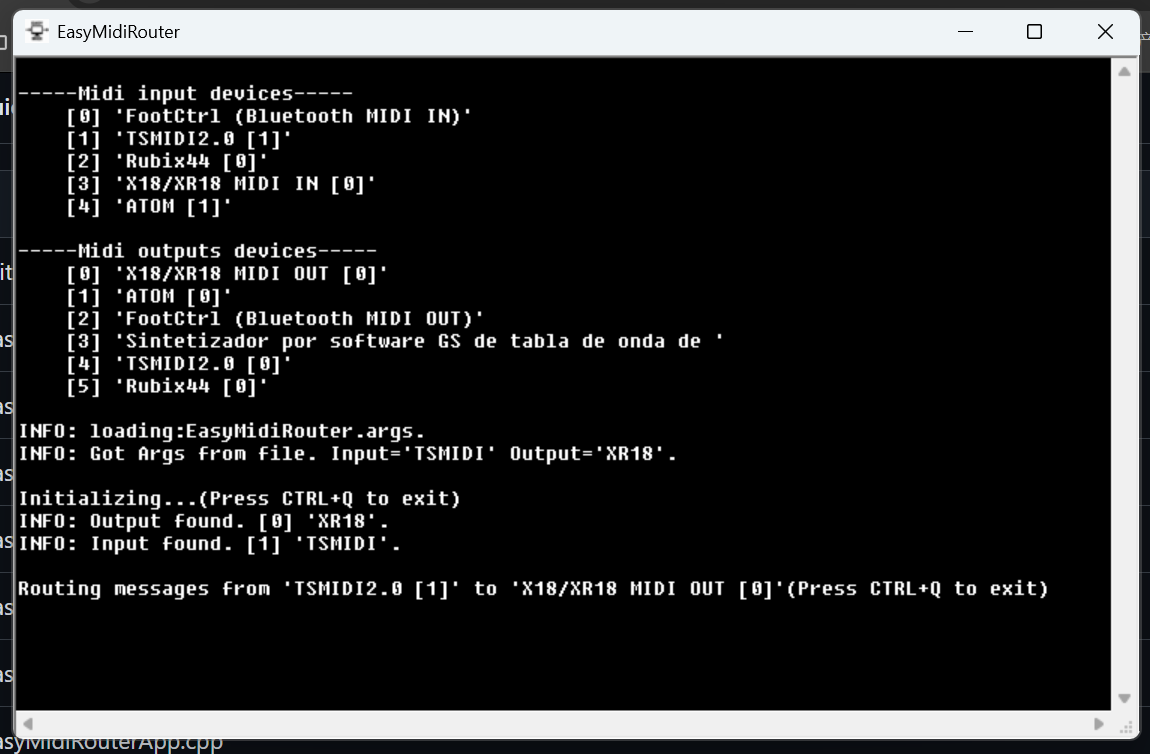 EasyMidiRouter
-----Midi input devices-----
[0] 'FootCtrl (Bluetooth MIDI IN)'
[1] 'TSMIDI2.0 [1]'
[2] 'Rubix44 [0]'
[3] 'X18/XR18 MIDI IN [0]'
[4] 'ATOM [1]'
-----Midi outputs devices-----
[0] 'X18/XR18 MIDI OUT [0]'
[1] 'ATOM [0]'
[2] 'FootCtrl (Bluetooth MIDI OUT)'
[3] 'Sintetizador por software GS de tabla de onda de '
[4] 'TSMIDI2.0 [0]'
[5] 'Rubix44 [0]'
INFO: loading:EasyMidiRouter.args.
INFO: Got Args from file. Input='TSMIDI' Output='XR18'.
Initializing...(Press CTRL+Q to exit)
INFO: Output found. [0] 'XR18'.
INFO: Input found. [1] 'TSMIDI'.
Routing messages from 'TSMIDI2.0 [1]' to 'X18/XR18 MIDI OUT [0]'(Press CTRL+Q to exit)
asyMidiRouterApp.cpp